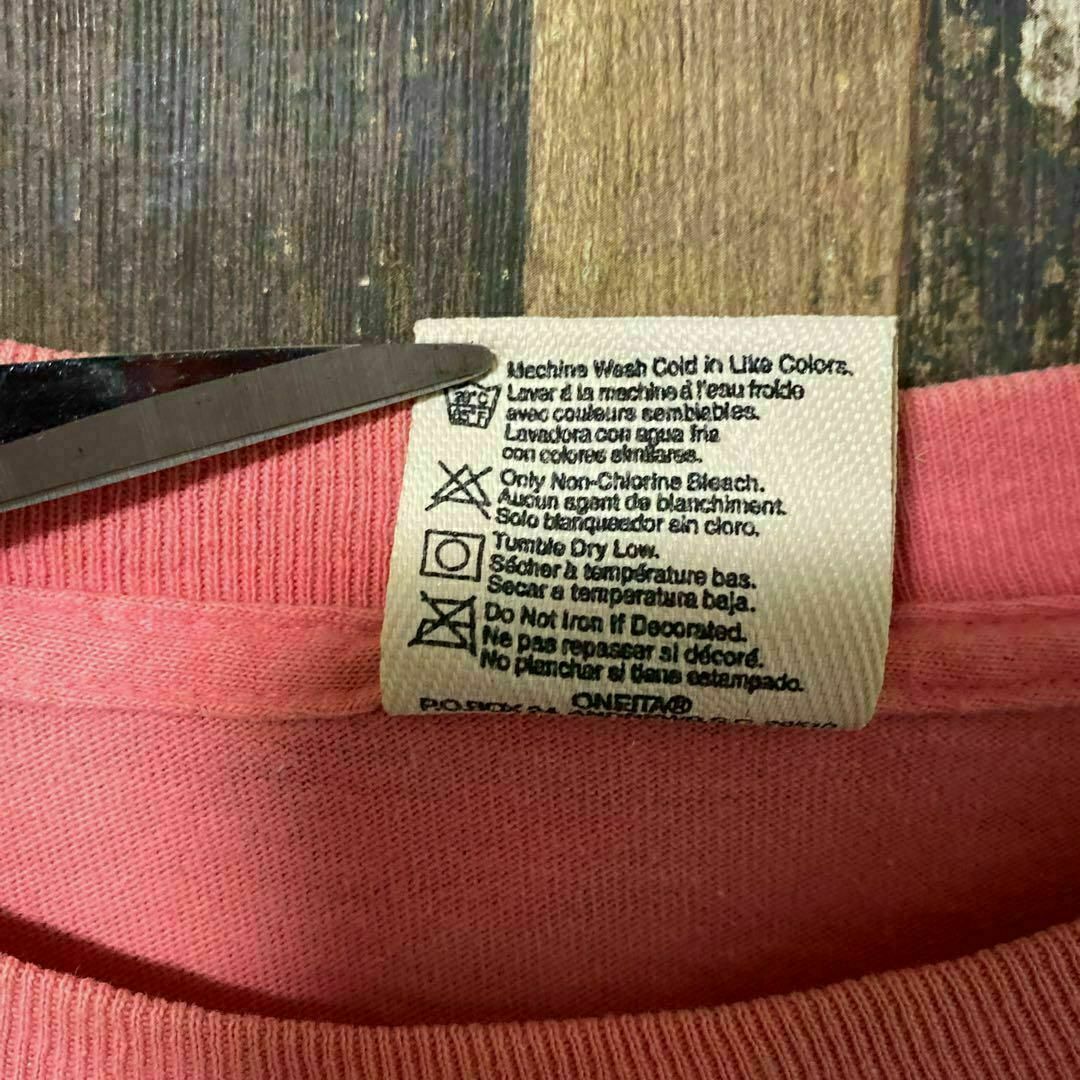 Machine Wash Cold in Like Colors.
Laver à la machine à l'eau froide
avec couleurs semblables.
Lavadora con agua fria
con colores similares.
Only Non-Chlorine Bleach.
Aucun agent de blanchiment.
Solo blanqueador sin cloro.
Tumble Dry Low.
Sécher à température bas.
Secar a temperatura baja.
Do Not Iron If Decorated.
Ne pas repasser si décoré.
No planchar si tiene estampado.
ONEITA®
P.O. BOX